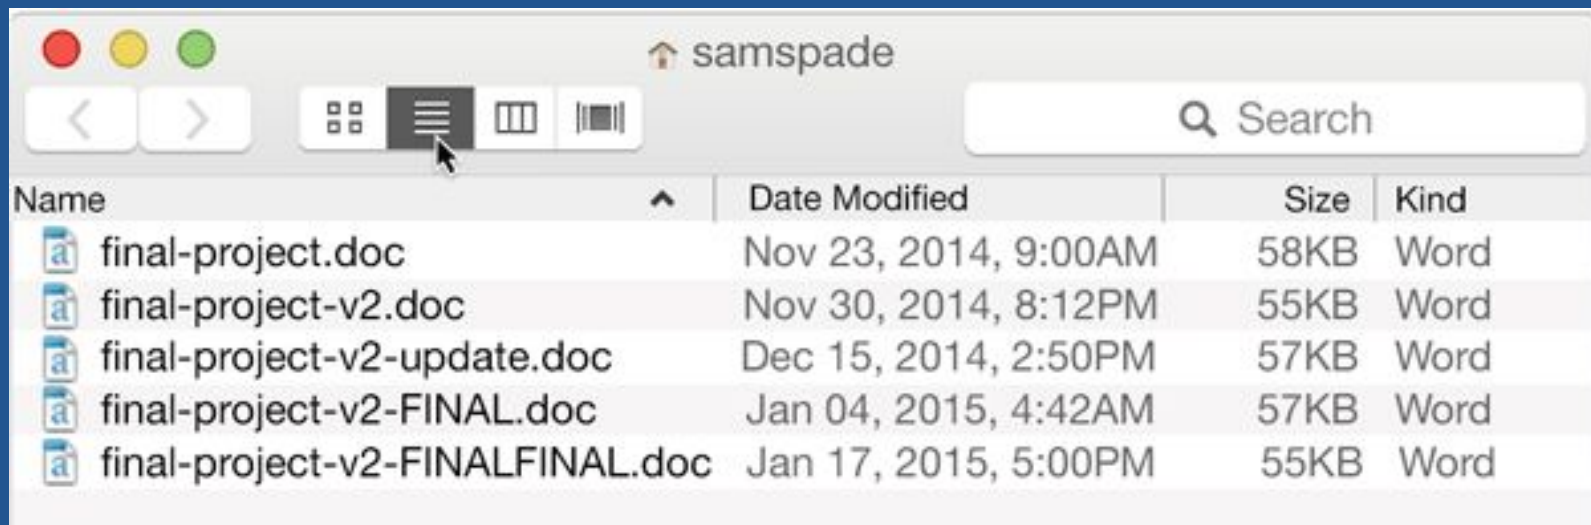 samspade
Search
Name Date Modified Size Kind
final-project.doc Nov 23, 2014, 9:00AM 58KB Word
final-project-v2.doc Nov 30, 2014, 8:12PM 55KB Word
final-project-v2-update.doc Dec 15, 2014, 2:50PM 57KB Word
final-project-v2-FINAL.doc Jan 04, 2015, 4:42AM 57KB Word
final-project-v2-FINALFINAL.doc Jan 17, 2015, 5:00PM 55KB Word